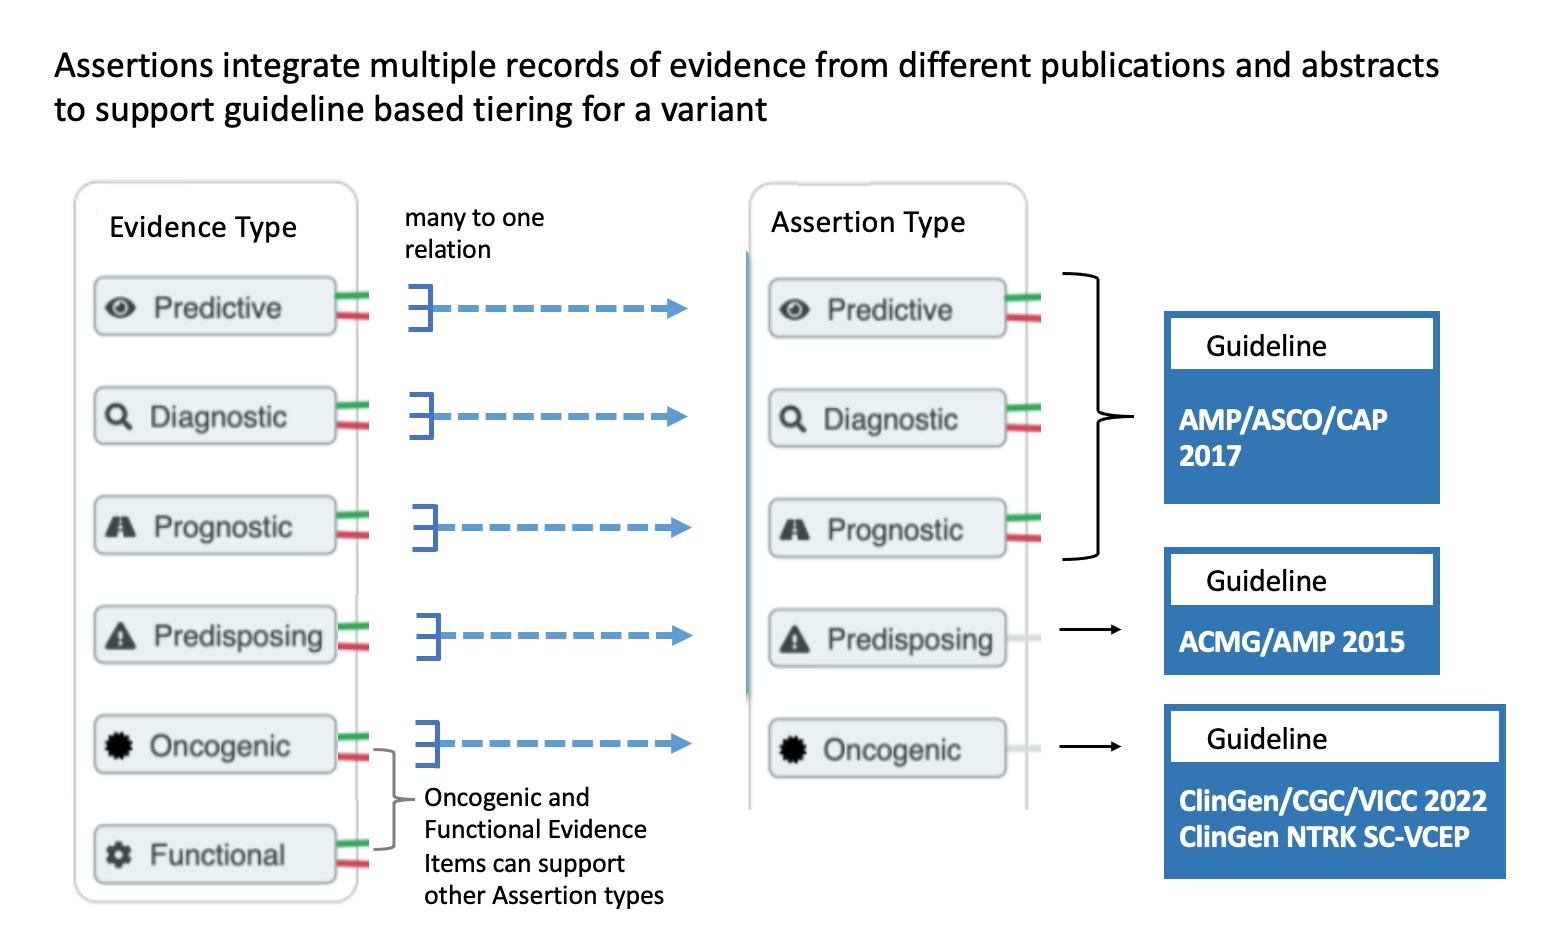 Assertions integrate multiple records of evidence from different publications and abstracts
to support guideline based tiering for a variant
Evidence Type
Predictive
Diagnostic
Prognostic
Predisposing
Oncogenic
Functional
many to one
relation
Oncogenic and
Functional Evidence
Items can support
other Assertion types
Assertion Type
Predictive
Diagnostic
Prognostic
Predisposing
Oncogenic
Guideline
AMP/ASCO/CAP
2017
Guideline
ACMG/AMP 2015
Guideline
ClinGen/CGC/VICC 2022
ClinGen NTRK SC-VCEP